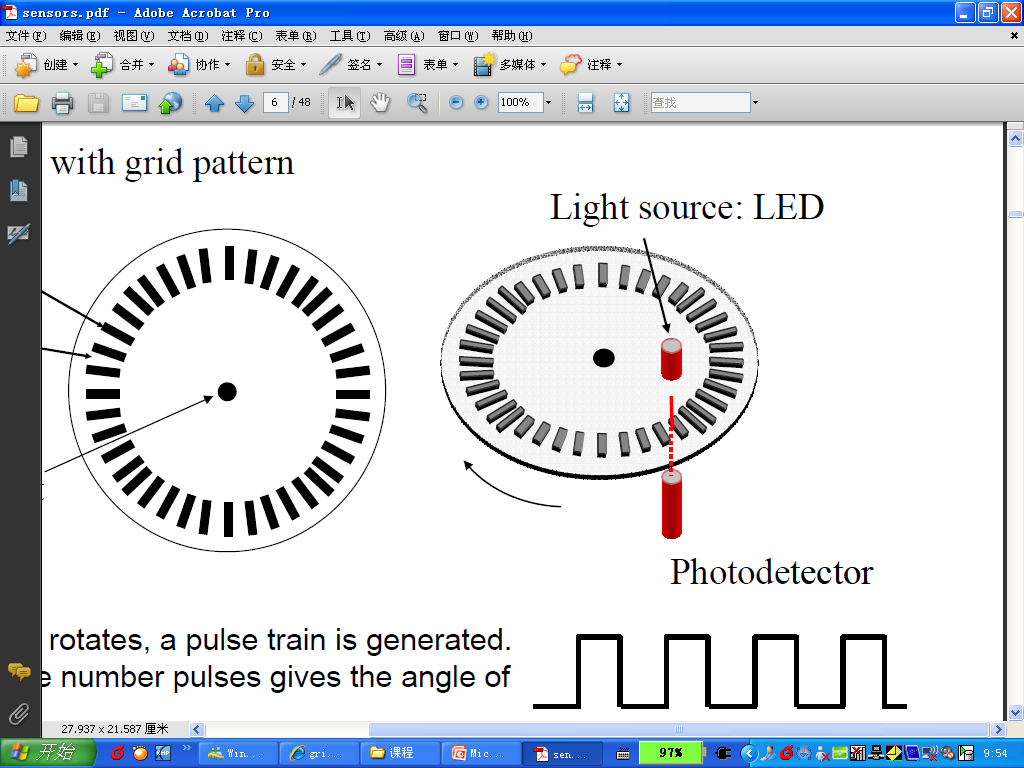 sensors.pdf - Adobe Acrobat Pro
文件(F) 编辑(E) 视图(V) 文档(D) 注释(C) 表单(R) 工具(T) 高级(A) 窗口(W) 帮助(H)
创建 合并 协作 安全 签名 表单 多媒体 注释
6 / 48 100% 查找
with grid pattern
Light source: LED
Photodetector
rotates, a pulse train is generated.
e number pulses gives the angle of
27.937 x 21.587 厘米
开始 Win... gri... 课程 Mic... sen... 97% 9:54